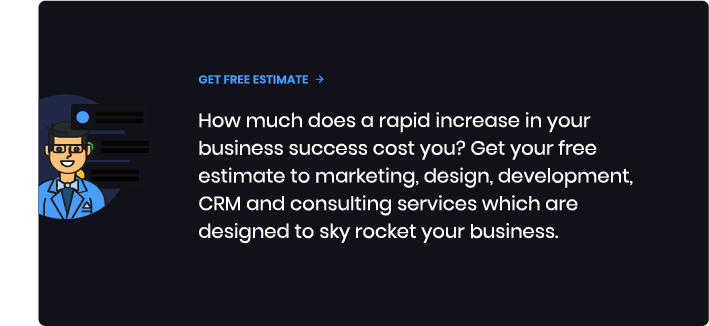 GET FREE ESTIMATE →
How much does a rapid increase in your
business success cost you? Get your free
estimate to marketing, design, development,
CRM and consulting services which are
designed to sky rocket your business.